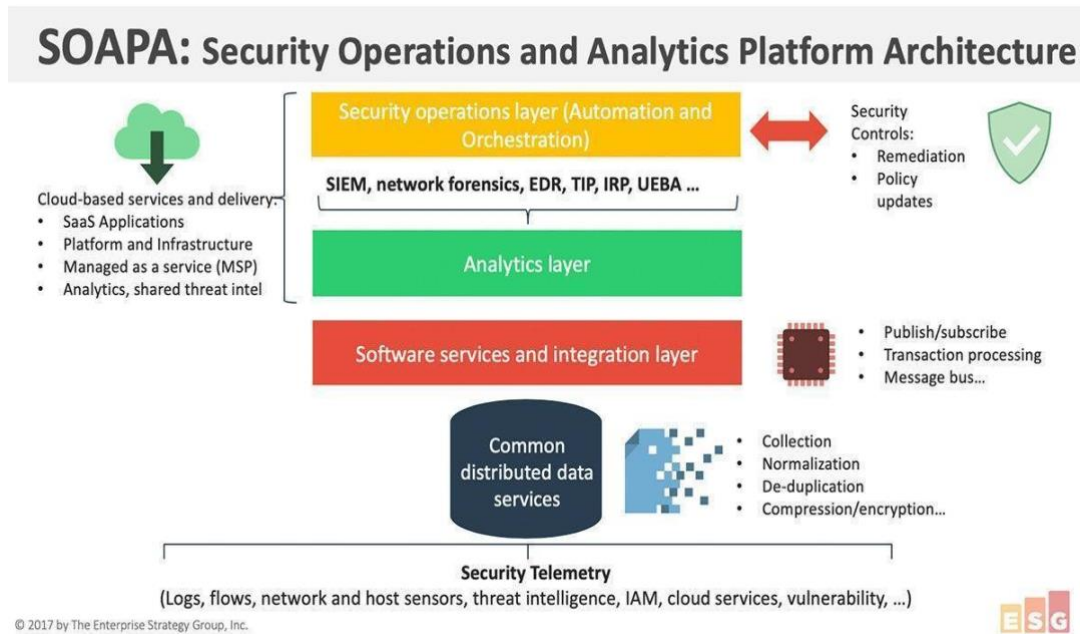 SOAPA: Security Operations and Analytics Platform Architecture
Security operations layer (Automation and
Orchestration)
SIEM, network forensics, EDR, TIP, IRP, UEBA ...
Cloud-based services and delivery:
• SaaS Applications
• Platform and Infrastructure
• Managed as a service (MSP)
• Analytics, shared threat intel
Security
Controls:
• Remediation
• Policy
updates
Analytics layer
Software services and integration layer
• Publish/subscribe
• Transaction processing
• Message bus…
Common
distributed data
services
• Collection
• Normalization
• De-duplication
• Compression/encryption…
Security Telemetry
(Logs, flows, network and host sensors, threat intelligence, IAM, cloud services, vulnerability, …)
© 2017 by The Enterprise Strategy Group, Inc.
ESG